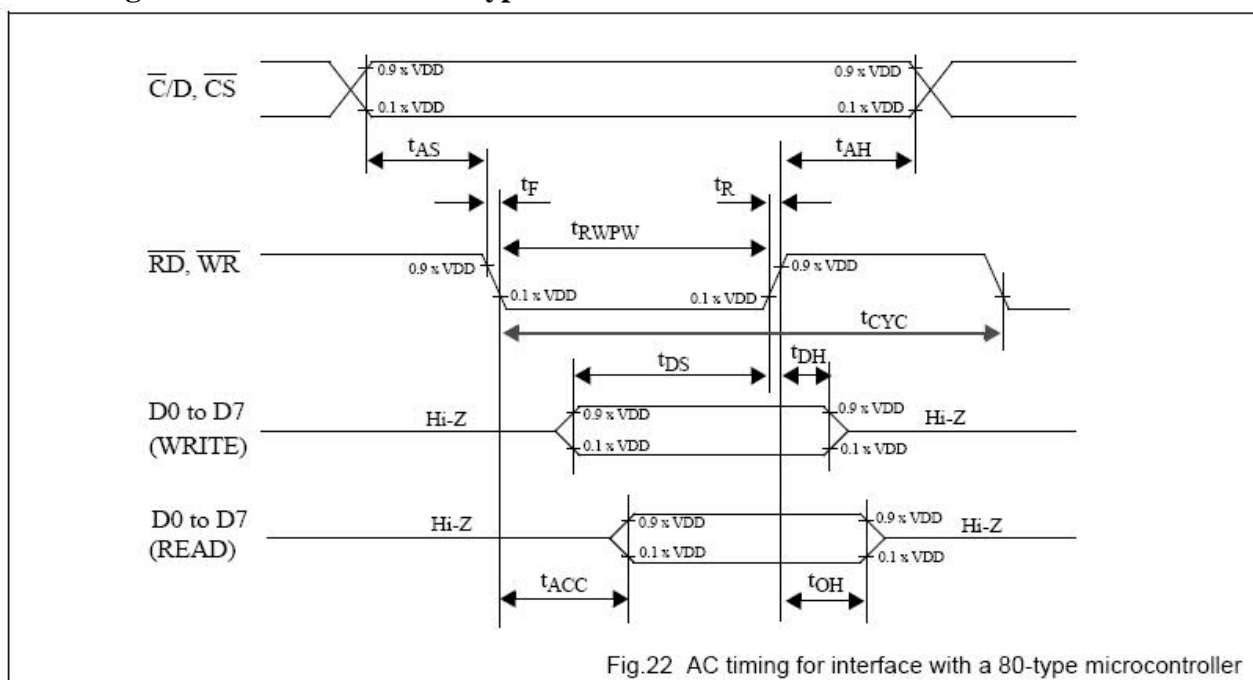 C̅/D, C̅S̅
0.9 x VDD
0.9 x VDD
0.1 x VDD
0.1 x VDD
tAS
tAH
tF
tR
tRWPW
R̅D̅, W̅R̅
0.9 x VDD
0.9 x VDD
0.1 x VDD
0.1 x VDD
tCYC
tDS
tDH
D0 to D7
(WRITE)
Hi-Z
0.9 x VDD
0.9 x VDD
Hi-Z
0.1 x VDD
0.1 x VDD
D0 to D7
(READ)
Hi-Z
0.9 x VDD
0.9 x VDD
Hi-Z
0.1 x VDD
0.1 x VDD
tACC
tOH
Fig.22 AC timing for interface with a 80-type microcontroller